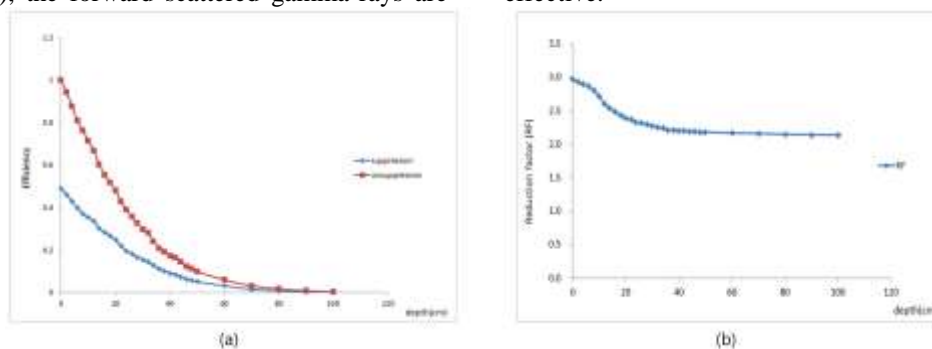 ), the forward scattered gamma rays are
effective.
1.2
1
0.8
0.6
0.4
0.2
0
Efficiency
0 20 40 60 80 100 120
depth(cm)
suppression
unsuppression
(a)
3.5
3.0
2.5
2.0
1.5
1.0
0.5
0.0
Reduction factor (RF)
0 20 40 60 80 100 120
depth(cm)
RF
(b)